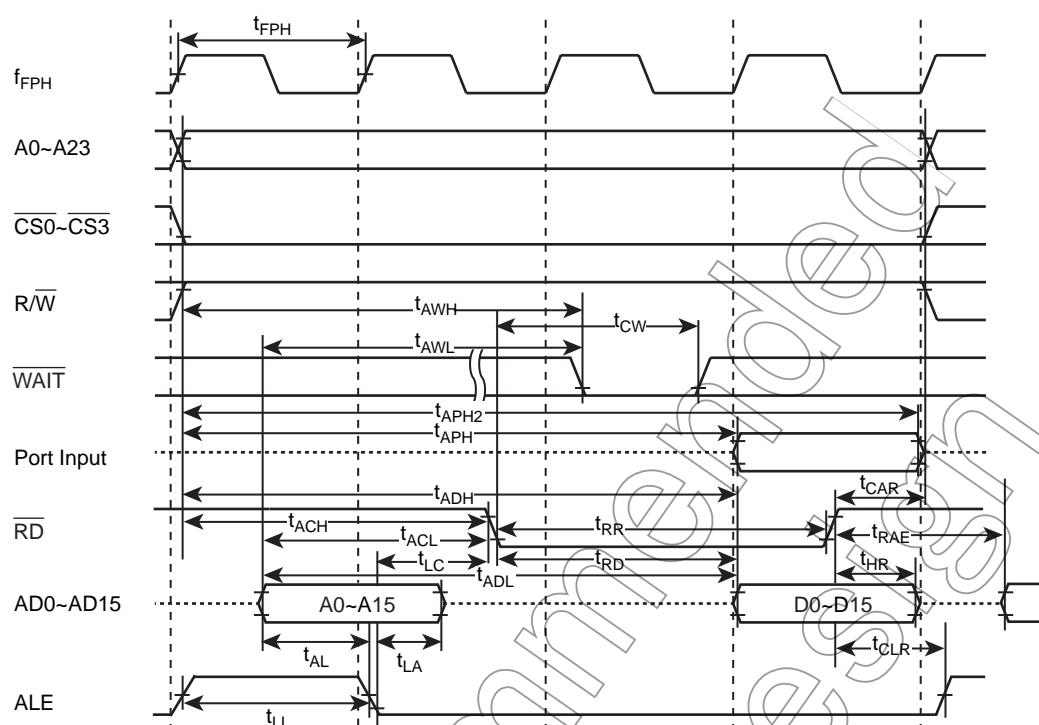 tFPH
fFPH
A0~A23
CS0~CS3
R/W
tAWH
tCW
tAWL
WAIT
tAPH2
tAPH
Port Input
tADH
tCAR
RD
tACH
tRR
tRAE
tACL
tLC
tRD
tHR
tADL
AD0~AD15
A0~A15
D0~D15
tAL
tLA
tCLR
ALE
tLL